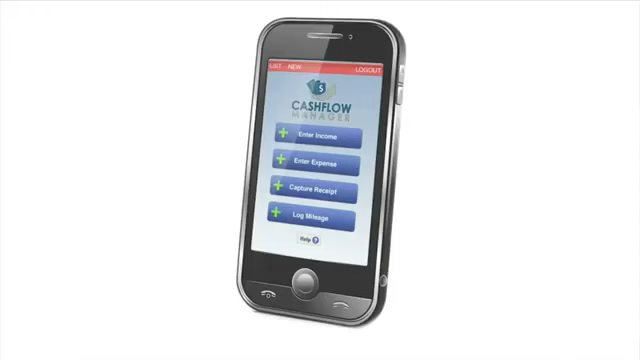 LIST NEW LOGOUT
$
CASHFLOW
MANAGER
Enter Income
Enter Expense
Capture Receipt
Log Mileage
Help ?